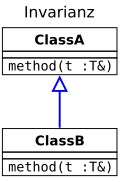 Invarianz
ClassA
method(t :T&)
ClassB
method(t :T&)